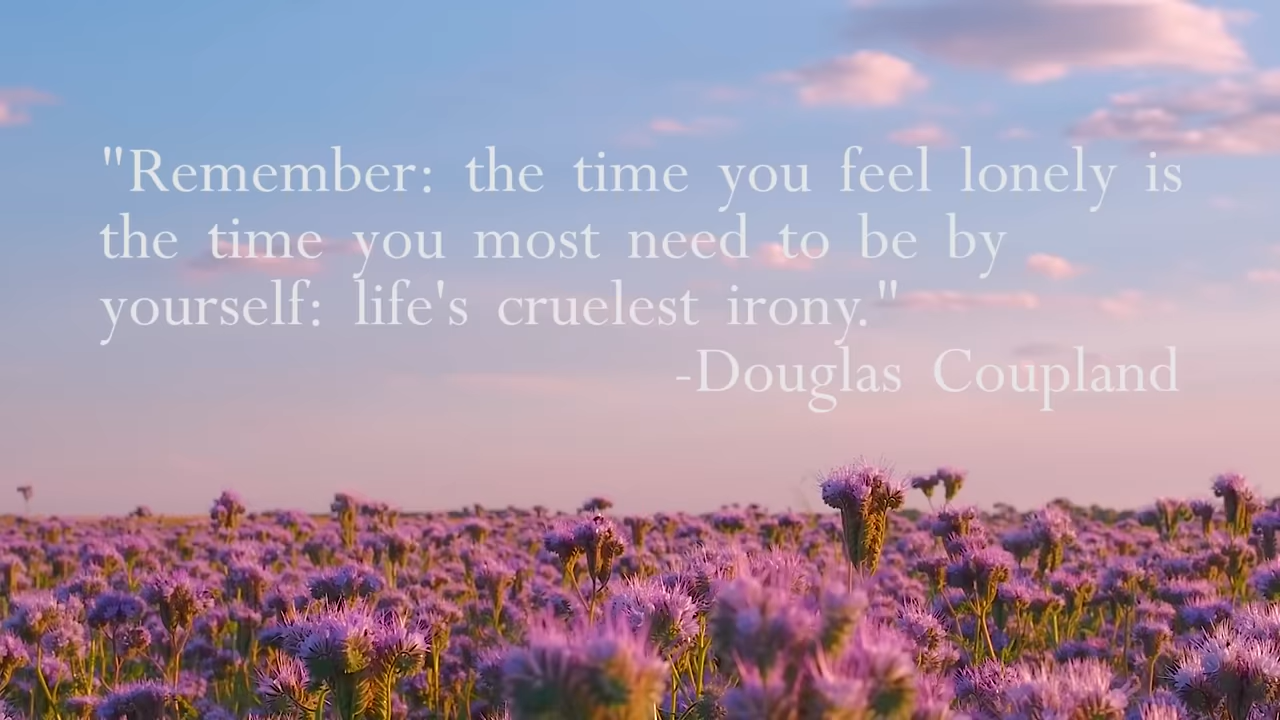 "Remember: the time you feel lonely is
the time you most need to be by
yourself: life's cruelest irony."
-Douglas Coupland